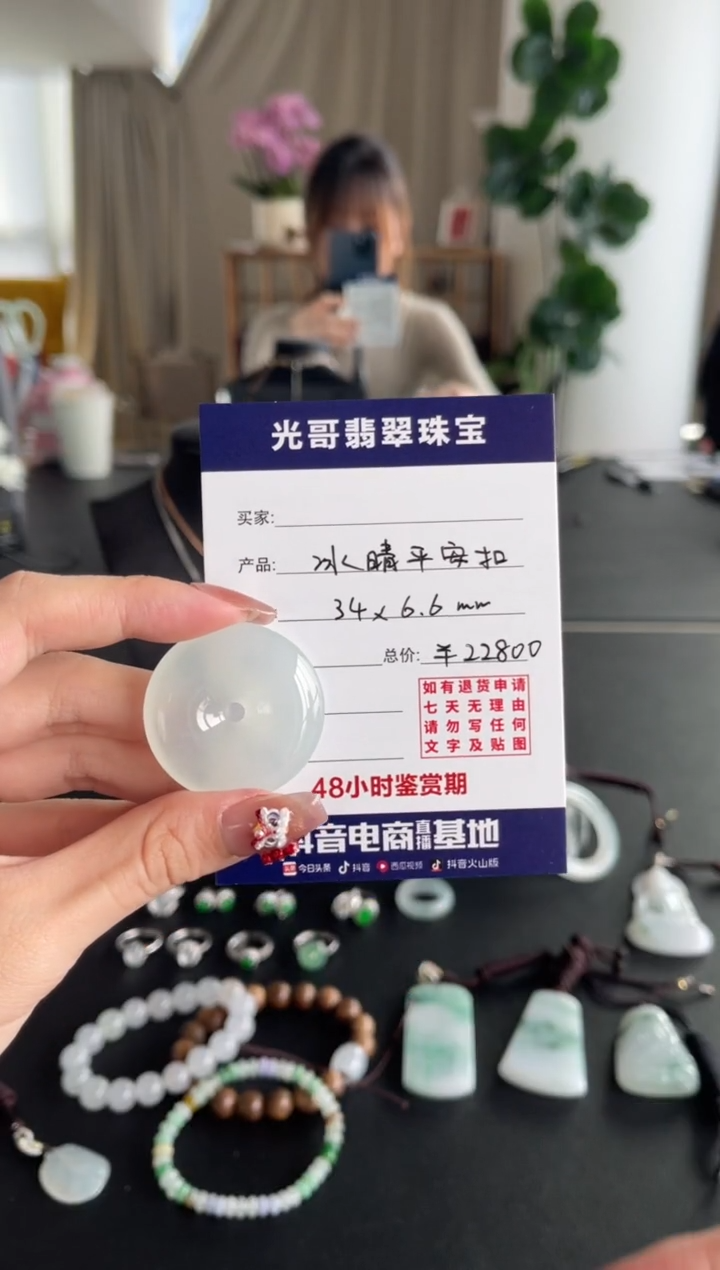 光哥翡翠珠宝
买家:
产品: 冰晴平安扣
34x6.6mm
总价: ¥22800
如有退货申请
七天无理由
请勿写任何
文字及贴图
48小时鉴赏期
抖音电商直播基地
头条 今日头条 抖音 西瓜视频 抖音火山版